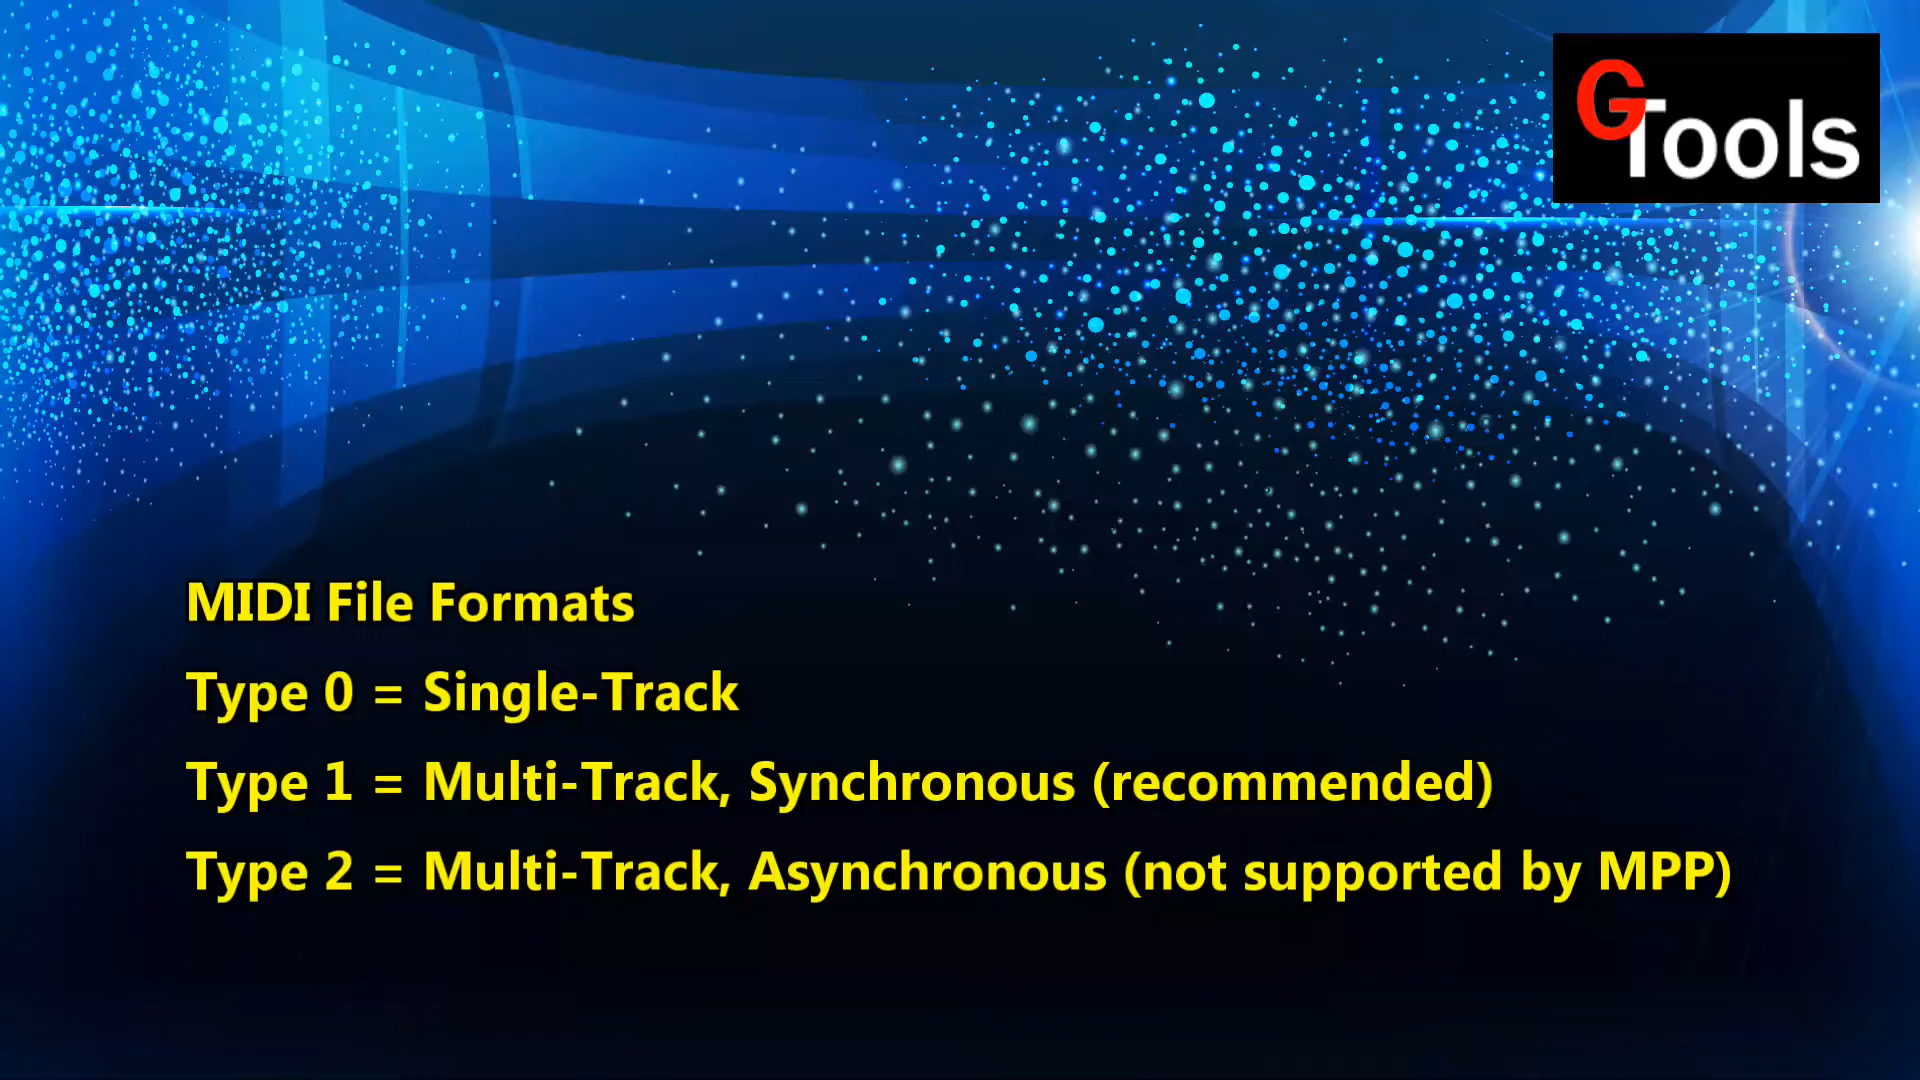 GTools
MIDI File Formats
Type 0 = Single-Track
Type 1 = Multi-Track, Synchronous (recommended)
Type 2 = Multi-Track, Asynchronous (not supported by MPP)